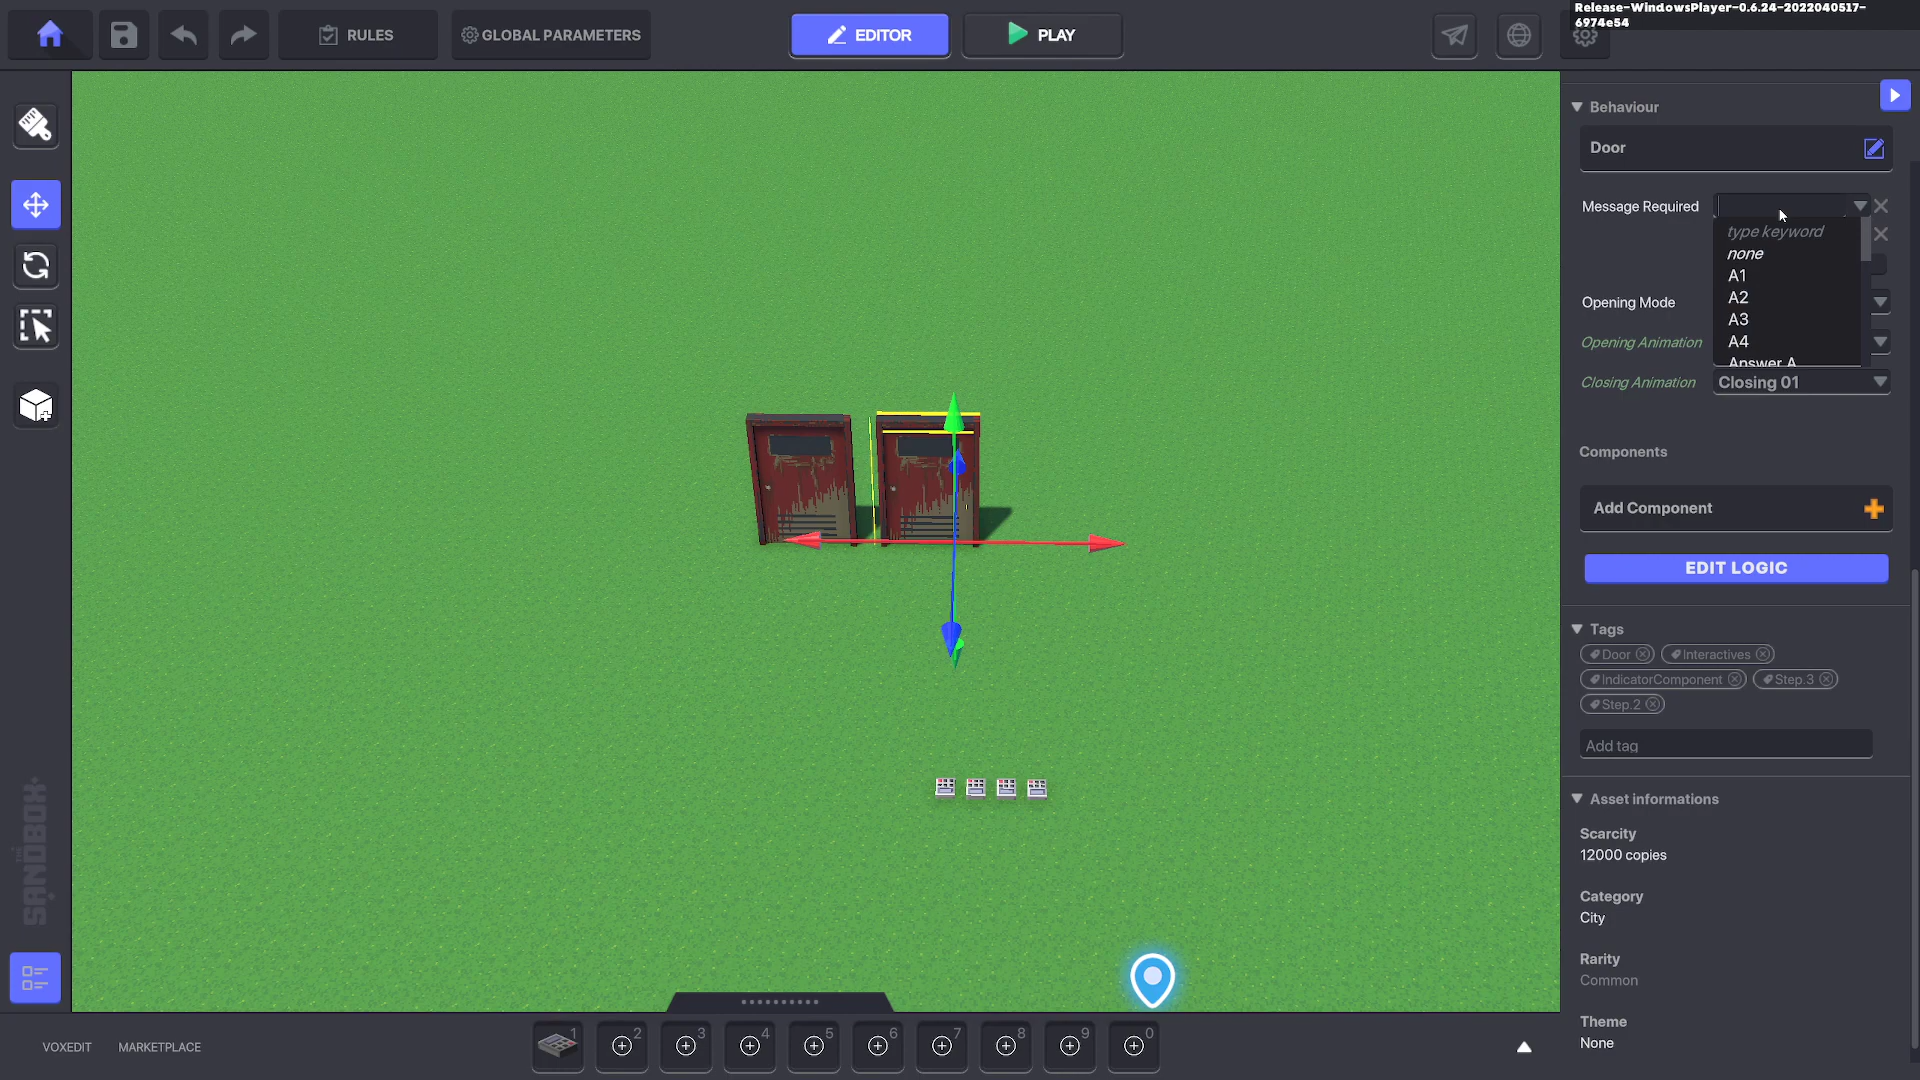 Release-WindowsPlayer-0.6.24-2022040517-
6974e54
RULES
GLOBAL PARAMETERS
EDITOR
PLAY
Behaviour
Door
Message Required
type keyword
none
A1
A2
A3
A4
Answer A
Opening Mode
Opening Animation
Closing Animation
Closing 01
Components
Add Component
EDIT LOGIC
Tags
Door
Interactives
IndicatorComponent
Step.3
Step.2
Add tag
Asset informations
Scarcity
12000 copies
Category
City
Rarity
Common
Theme
None
THE SANDBOX
VOXEDIT
MARKETPLACE
1
2
3
4
5
6
7
8
9
0